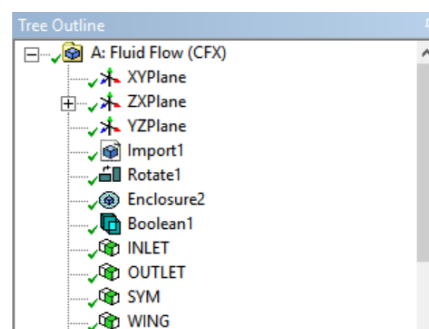 Tree Outline
A: Fluid Flow (CFX)
XYPlane
ZXPlane
YZPlane
Import1
Rotate1
Enclosure2
Boolean1
INLET
OUTLET
SYM
WING